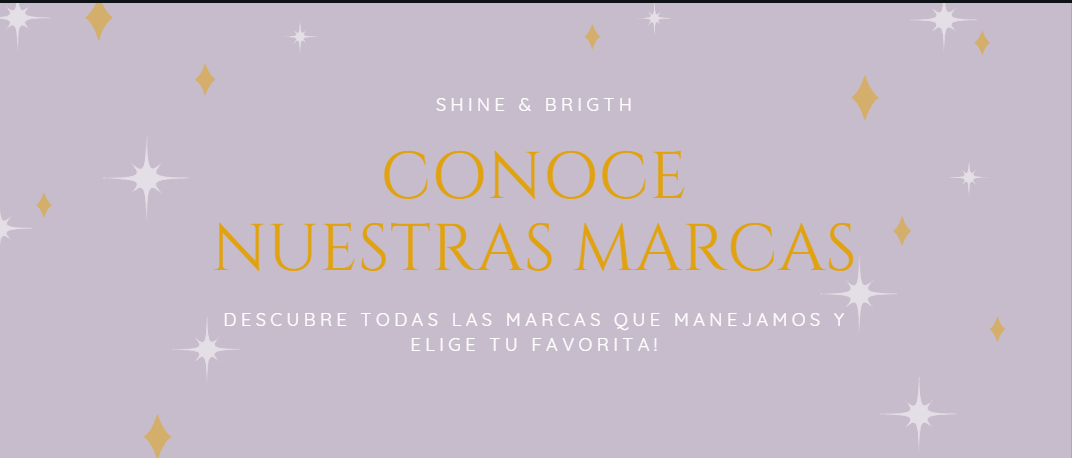 SHINE & BRIGTH
CONOCE
NUESTRAS MARCAS
DESCUBRE TODAS LAS MARCAS QUE MANEJAMOS Y
ELIGE TU FAVORITA!